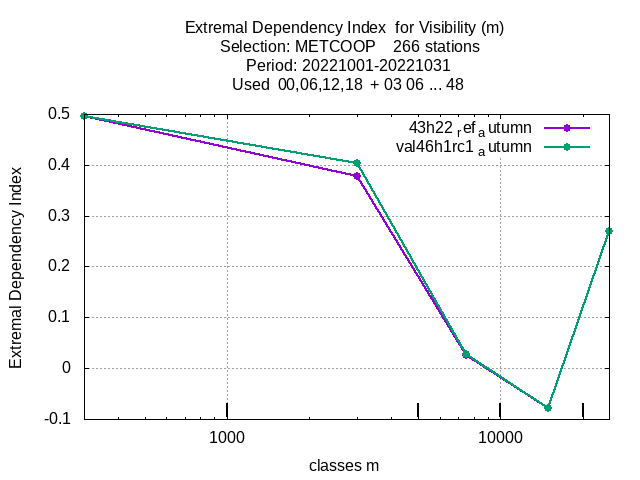 Extremal Dependency Index for Visibility (m)
Selection: METCOOP 266 stations
Period: 20221001-20221031
Used 00,06,12,18 + 03 06 ... 48
43h22 ref autumn
val46h1rc1 autumn
0.5
0.4
0.3
0.2
0.1
0
-0.1
Extremal Dependency Index
1000
10000
classes m